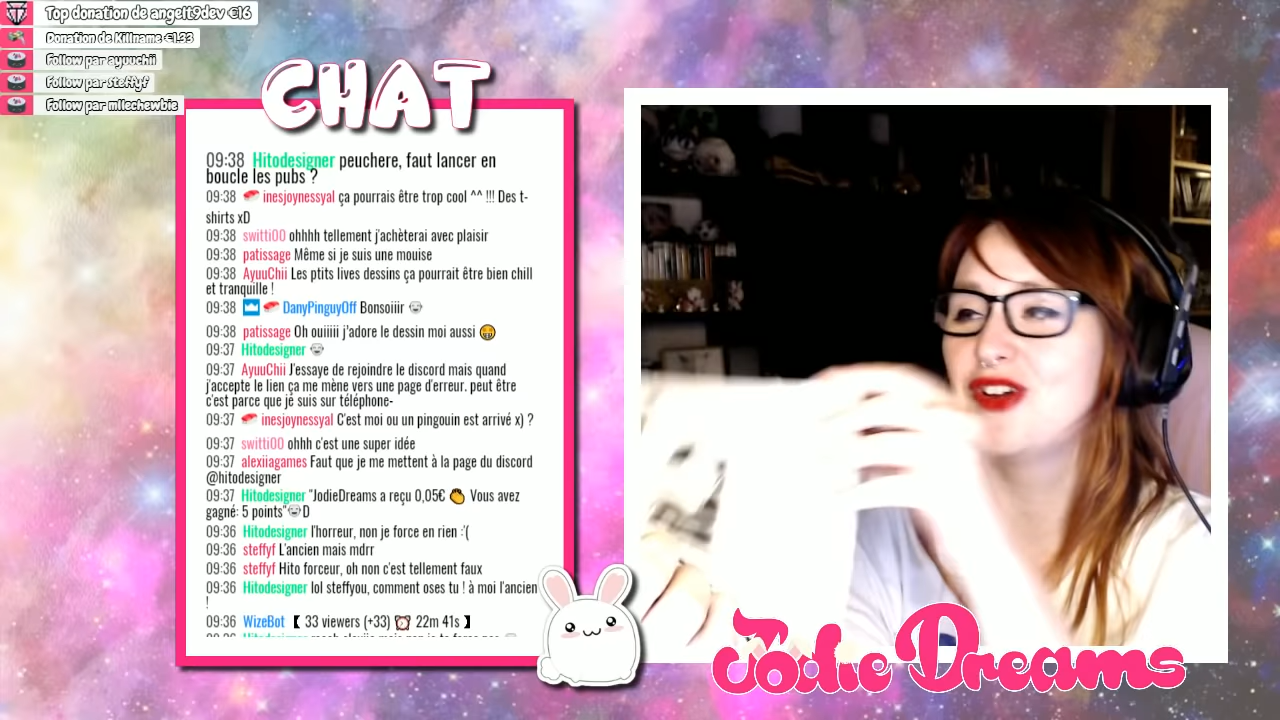 Top donation de angelt9dev €16
Donation de Killname €1.33
Follow par ayuuchii
Follow par steffyf
Follow par mllechewbie
CHAT
09:38 Hitodesigner peuchere, faut lancer en
boucle les pubs ?
09:38 inesjoynessyal ça pourrais être trop cool ^^ !!! Des t-
shirts xD
09:38 switti00 ohhhh tellement j'achèterai avec plaisir
09:38 patissage Même si je suis une mouise
09:38 AyuuChii Les ptits lives dessins ça pourrait être bien chill
et tranquille !
09:38 DanyPinguyOff Bonsoiiir
09:38 patissage Oh ouiiiii j'adore le dessin moi aussi
09:37 Hitodesigner
09:37 AyuuChii J'essaye de rejoindre le discord mais quand
j'accepte le lien ça me mène vers une page d'erreur. peut être
c'est parce que je suis sur téléphone-
09:37 inesjoynessyal C'est moi ou un pingouin est arrivé x) ?
09:37 switti00 ohhh c'est une super idée
09:37 alexiiagames Faut que je me mettent à la page du discord
@hitodesigner
09:37 Hitodesigner "JodieDreams a reçu 0,05€ Vous avez
gagné: 5 points" D
09:36 Hitodesigner l'horreur, non je force en rien :'(
09:36 steffyf L'ancien mais mdrr
09:36 steffyf Hito forceur, oh non c'est tellement faux
09:36 Hitodesigner lol steffyou, comment oses tu ! à moi l'ancien
!
09:36 WizeBot 【 33 viewers (+33) 22m 41s 】
Jodie Dreams